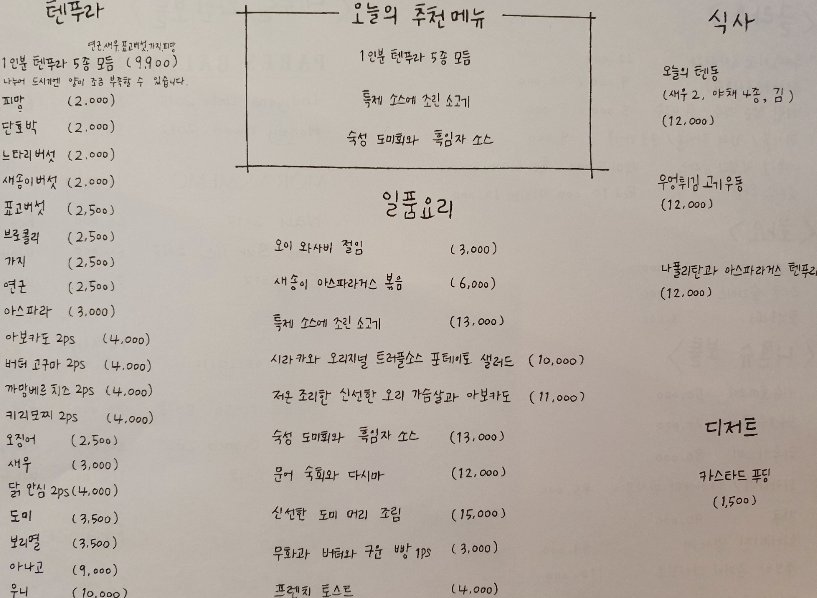 텐푸라
연근,새우,표고버섯,가지,피망
1인분 텐푸라 5종 모둠 (9,900)
나누어 드시기엔 양이 조금 부족할 수 있습니다.
피망 (2,000)
단호박 (2,000)
느타리버섯 (2,000)
새송이버섯 (2,000)
표고버섯 (2,500)
브로콜리 (2,500)
가지 (2,500)
연근 (2,500)
아스파라 (3,000)
아보카도 2ps (4,000)
버터 고구마 2ps (4,000)
까망베르 치즈 2ps (4,000)
키리모찌 2ps (4,000)
오징어 (2,500)
새우 (3,000)
닭 안심 2ps (4,000)
도미 (3,500)
보리멸 (3,500)
아나고 (9,000)
우니 (10,000)
오늘의 추천메뉴
1인분 텐푸라 5종 모둠
특제 소스에 조린 소고기
숙성 도미회와 흑임자 소스
일품요리
오이 와사비 절임 (3,000)
새송이 아스파라거스 볶음 (6,000)
특제 소스에 조린 소고기 (13,000)
시라카와 오리지널 트러플소스 포테이토 샐러드 (10,000)
저온 조리한 신선한 오리 가슴살과 아보카도 (11,000)
숙성 도미회와 흑임자 소스 (13,000)
문어 숙회와 다시마 (12,000)
신선한 도미 머리 조림 (15,000)
무화과 버터와 구운 빵 1ps (3,000)
프렌치 토스트 (4,000)
식사
오늘의 텐동
(새우 2, 야채 4종, 김)
(12,000)
우엉튀김 고기우동
(12,000)
나폴리탄과 아스파라거스 텐푸라
(12,000)
디저트
카스타드 푸딩
(1,500)